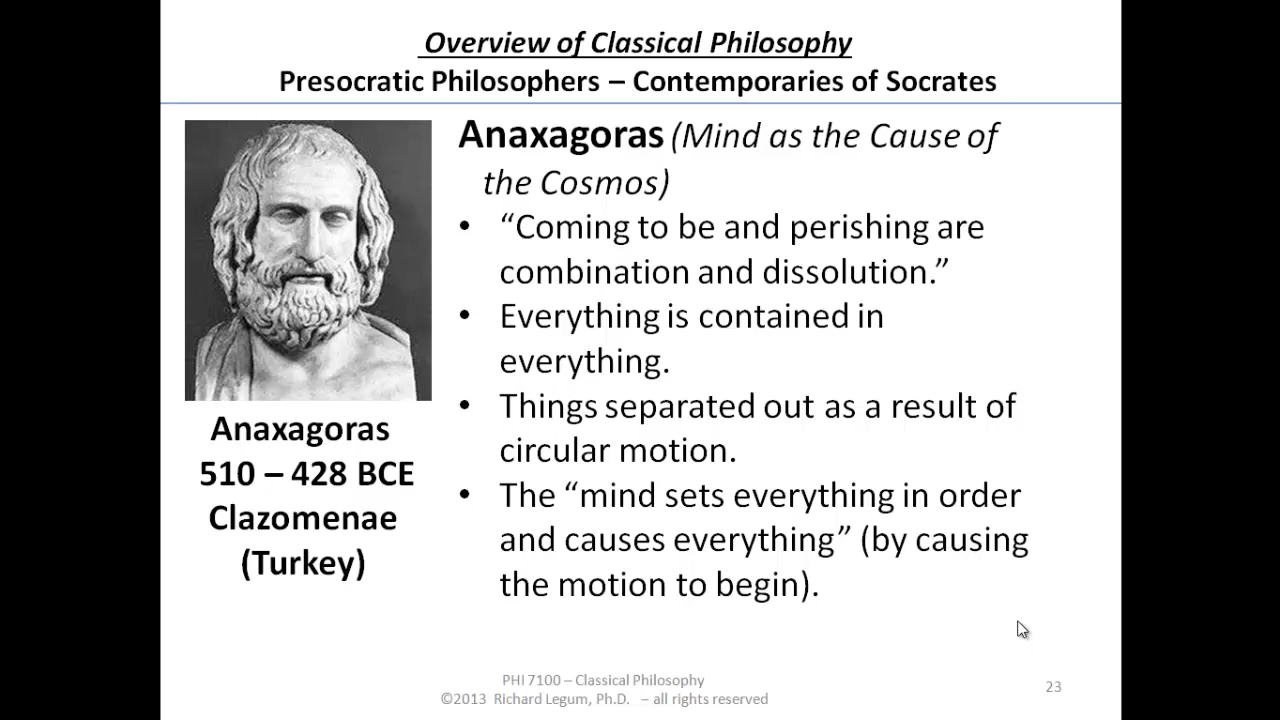 Overview of Classical Philosophy
Presocratic Philosophers – Contemporaries of Socrates
Anaxagoras (Mind as the Cause of
the Cosmos)
• “Coming to be and perishing are
combination and dissolution.”
• Everything is contained in
everything.
• Things separated out as a result of
circular motion.
• The “mind sets everything in order
and causes everything” (by causing
the motion to begin).
Anaxagoras
510 – 428 BCE
Clazomenae
(Turkey)
PHI 7100 – Classical Philosophy
©2013 Richard Legum, Ph.D. – all rights reserved
23